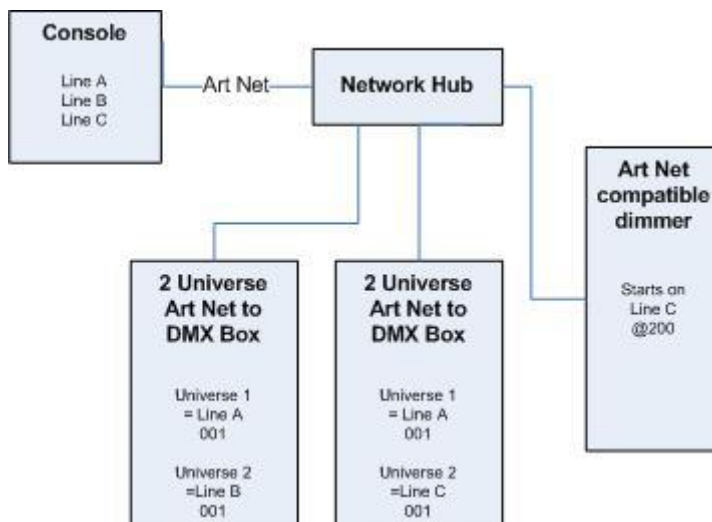 Console
Line A
Line B
Line C
Art Net
Network Hub
Art Net
compatible
dimmer
Starts on
Line C
@200
2 Universe
Art Net to
DMX Box
Universe 1
= Line A
001
Universe 2
=Line B
001
2 Universe
Art Net to
DMX Box
Universe 1
= Line A
001
Universe 2
=Line C
001